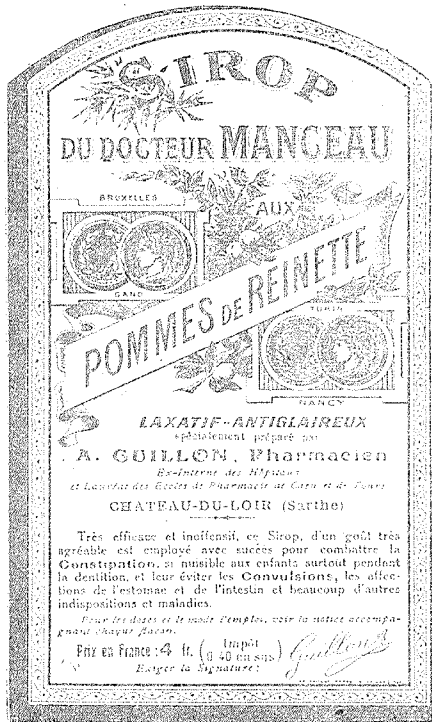 SIROP
DU DOCTEUR MANCEAU
BRUXELLES
AUX
GAND
POMMES DE REINETTE
TURIN
NANCY
LAXATIF-ANTIGLAIREUX
spécialement préparé par
A. GUILLON, Pharmacien
Ex-Interne des Hôpitaux
et Lauréat des Ecoles de Pharmacie de Caen et de Tours
CHATEAU-DU-LOIR (Sarthe)
Très efficace et inoffensif, ce Sirop, d'un goût très
agréable est employé avec succès pour combattre la
Constipation, si nuisible aux enfants surtout pendant
la dentition, et leur éviter les Convulsions, les affec-
tions de l'estomac et de l'intestin et beaucoup d'autres
indispositions et maladies.
Pour les doses et le mode d'emploi, voir la notice accompa-
gnant chaque flacon.
Prix en France : 4 fr. (Impôt 0.40 en sus)
Exiger la Signature :
Guillon